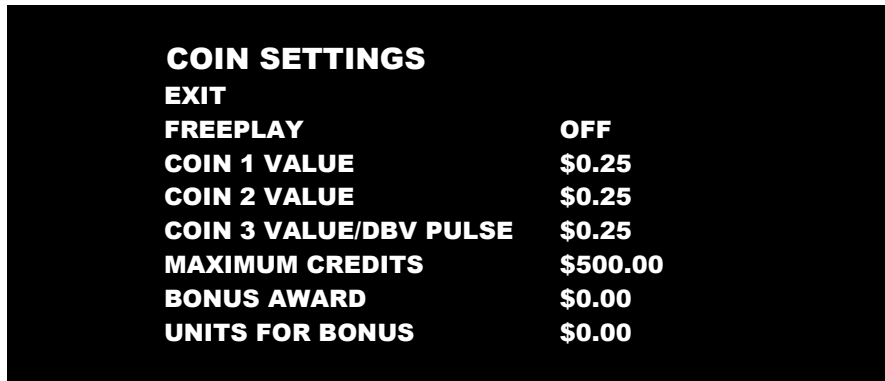 COIN SETTINGS
EXIT
FREEPLAY OFF
COIN 1 VALUE $0.25
COIN 2 VALUE $0.25
COIN 3 VALUE/DBV PULSE $0.25
MAXIMUM CREDITS $500.00
BONUS AWARD $0.00
UNITS FOR BONUS $0.00